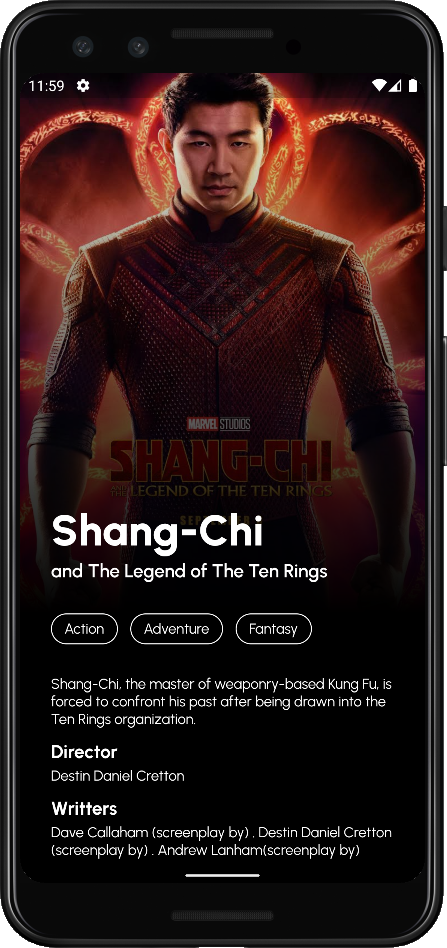 11:59
MARVEL STUDIOS
SHANG-CHI
AND THE LEGEND OF THE TEN RINGS
Shang-Chi
and The Legend of The Ten Rings
Action Adventure Fantasy
Shang-Chi, the master of weaponry-based Kung Fu, is
forced to confront his past after being drawn into the
Ten Rings organization.
Director
Destin Daniel Cretton
Writters
Dave Callaham (screenplay by) . Destin Daniel Cretton
(screenplay by) . Andrew Lanham(screenplay by)